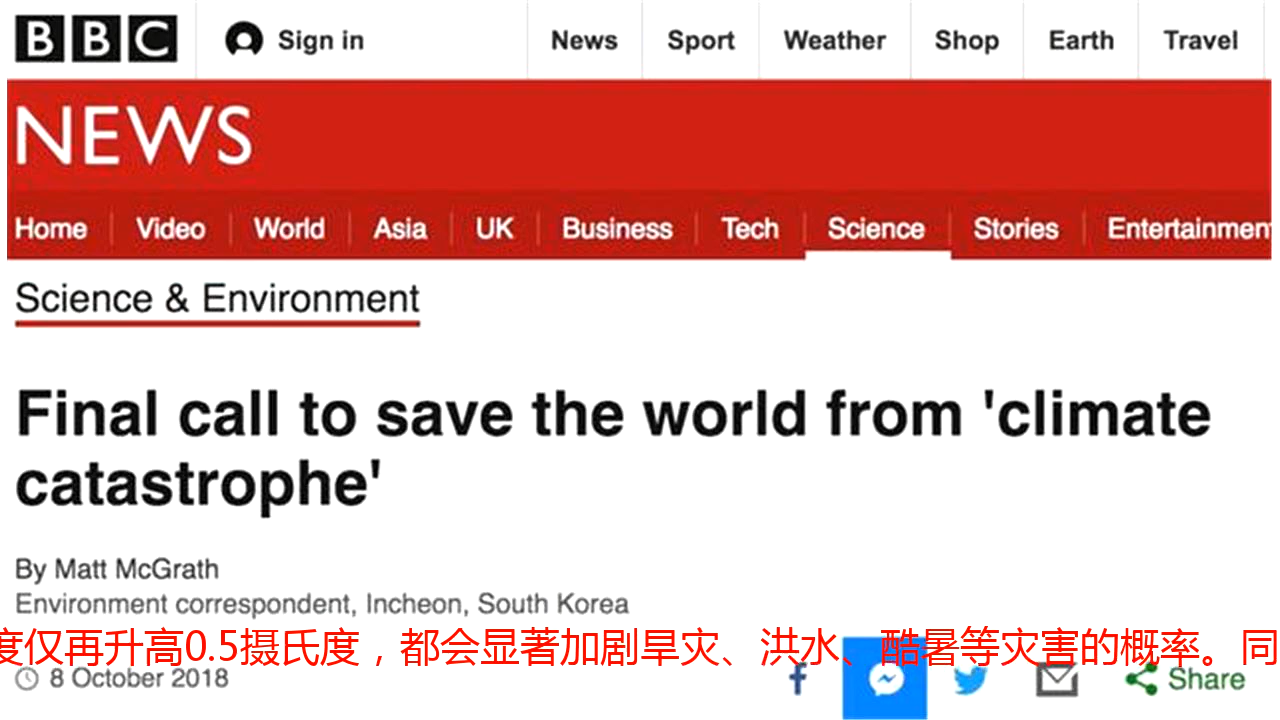 BBC Sign in News Sport Weather Shop Earth Travel
NEWS
Home Video World Asia UK Business Tech Science Stories Entertainmen
Science & Environment
Final call to save the world from 'climate
catastrophe'
By Matt McGrath
Environment correspondent, Incheon, South Korea
度仅再升高0.5摄氏度，都会显著加剧旱灾、洪水、酷暑等灾害的概率。同
8 October 2018 Share